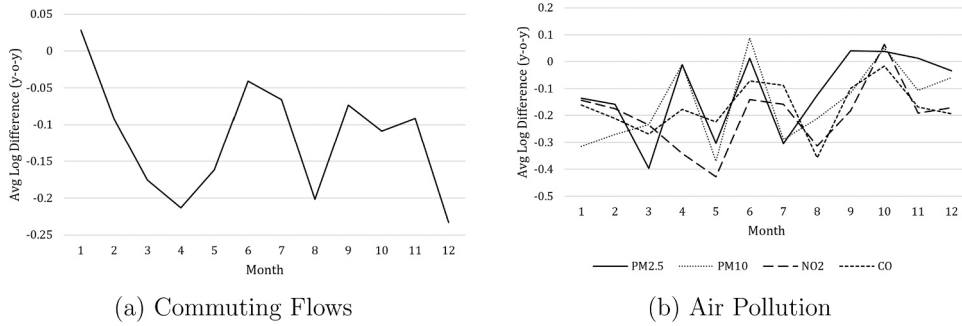 0.05
0
-0.05
-0.1
-0.15
-0.2
-0.25
Avg Log Difference (y-o-y)
1 2 3 4 5 6 7 8 9 10 11 12
Month
(a) Commuting Flows
0.2
0.1
0
-0.1
-0.2
-0.3
-0.4
-0.5
Avg Log Difference (y-o-y)
1 2 3 4 5 6 7 8 9 10 11 12
Month
PM2.5 PM10 NO2 CO
(b) Air Pollution